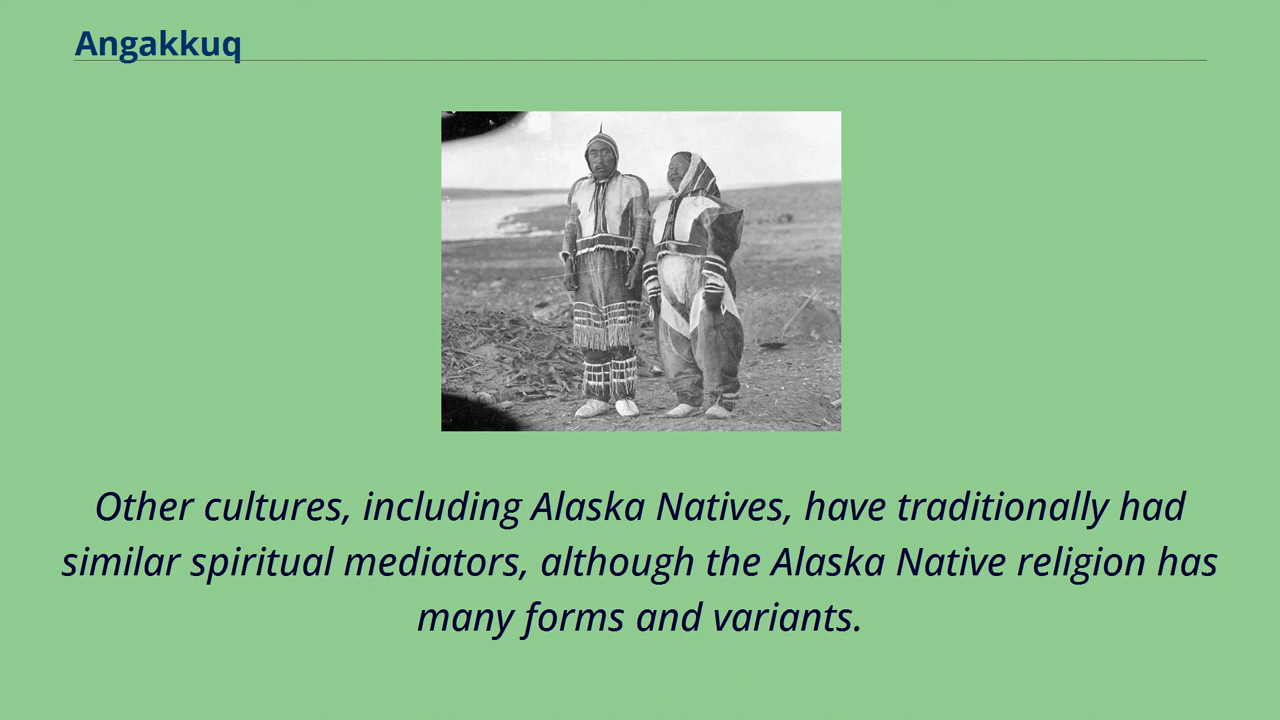 Angakkuq
Other cultures, including Alaska Natives, have traditionally had
similar spiritual mediators, although the Alaska Native religion has
many forms and variants.